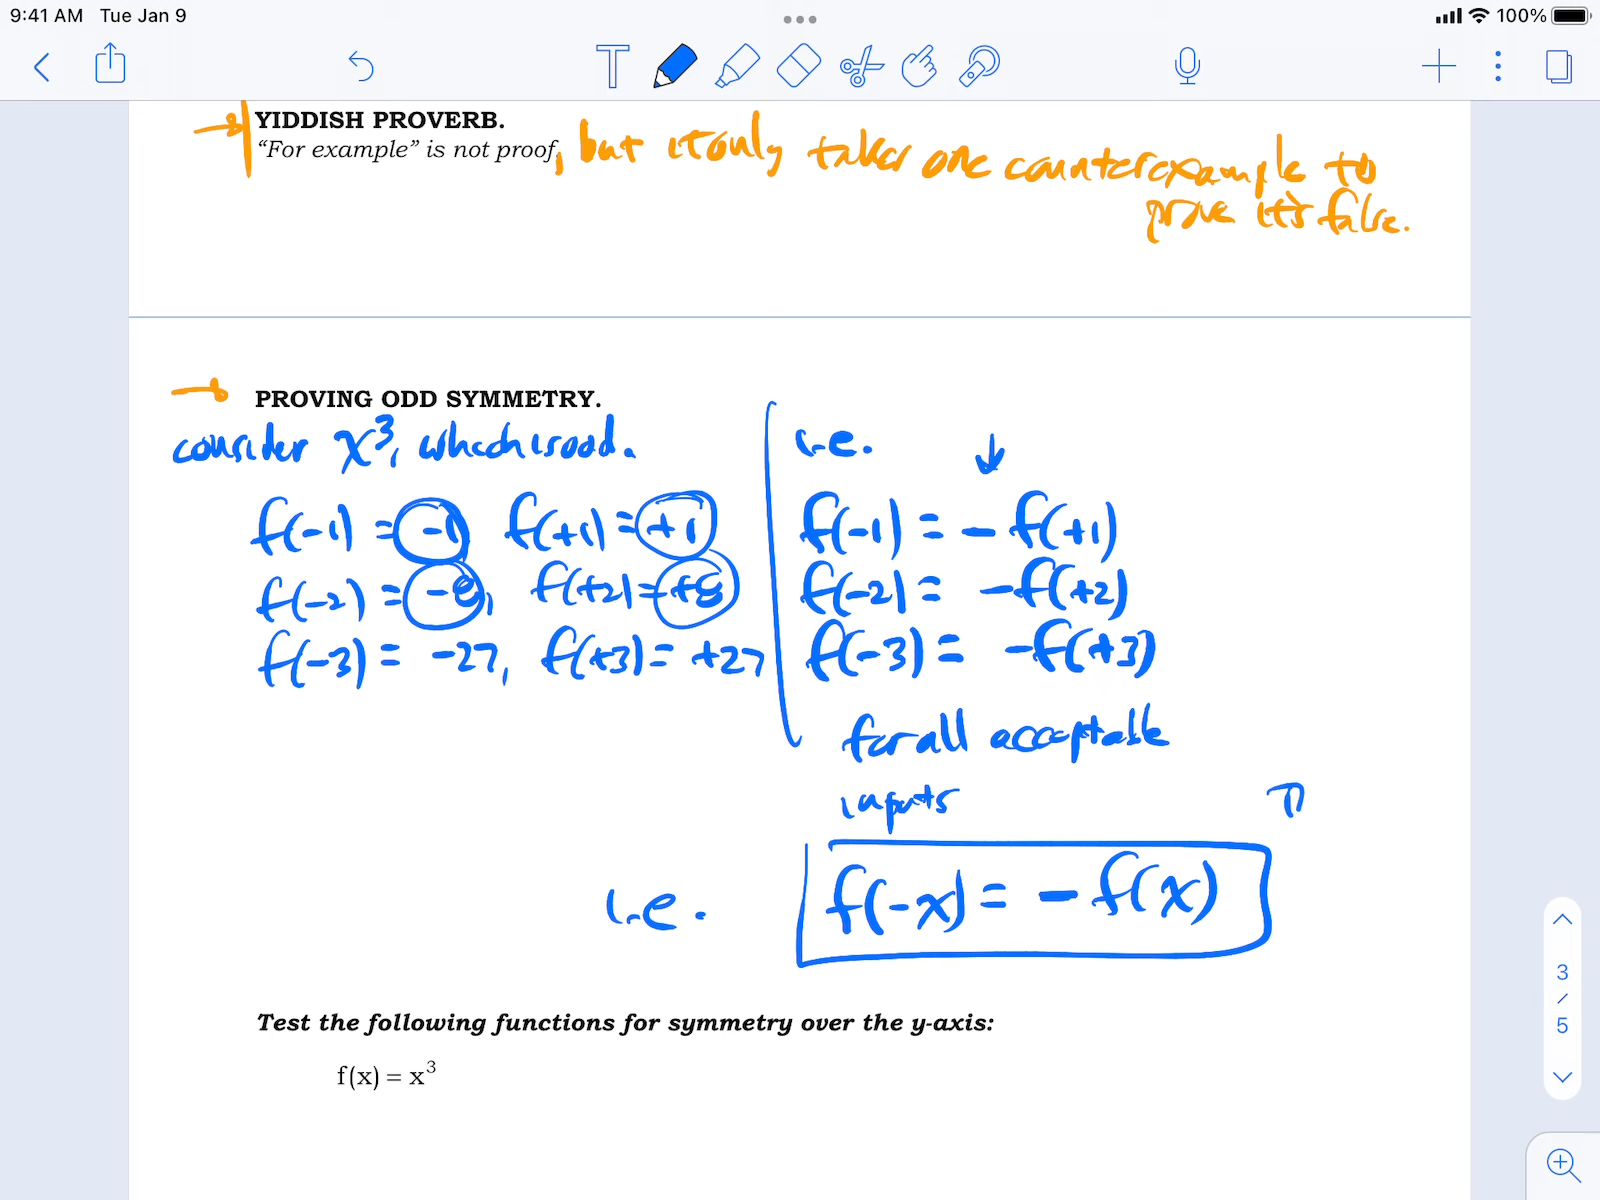 9:41 AM Tue Jan 9
100%
YIDDISH PROVERB.
"For example" is not proof, but it only takes one counterexample to
prove it's false.
PROVING ODD SYMMETRY.
consider x³, which is odd.
f(-1) = -1 f(+1) = +1
f(-2) = -8, f(+2) = +8
f(-3) = -27, f(+3) = +27
i.e.
f(-1) = -f(+1)
f(-2) = -f(+2)
f(-3) = -f(+3)
for all acceptable
inputs
i.e. f(-x) = -f(x)
Test the following functions for symmetry over the y-axis:
f(x) = x³
3
/
5